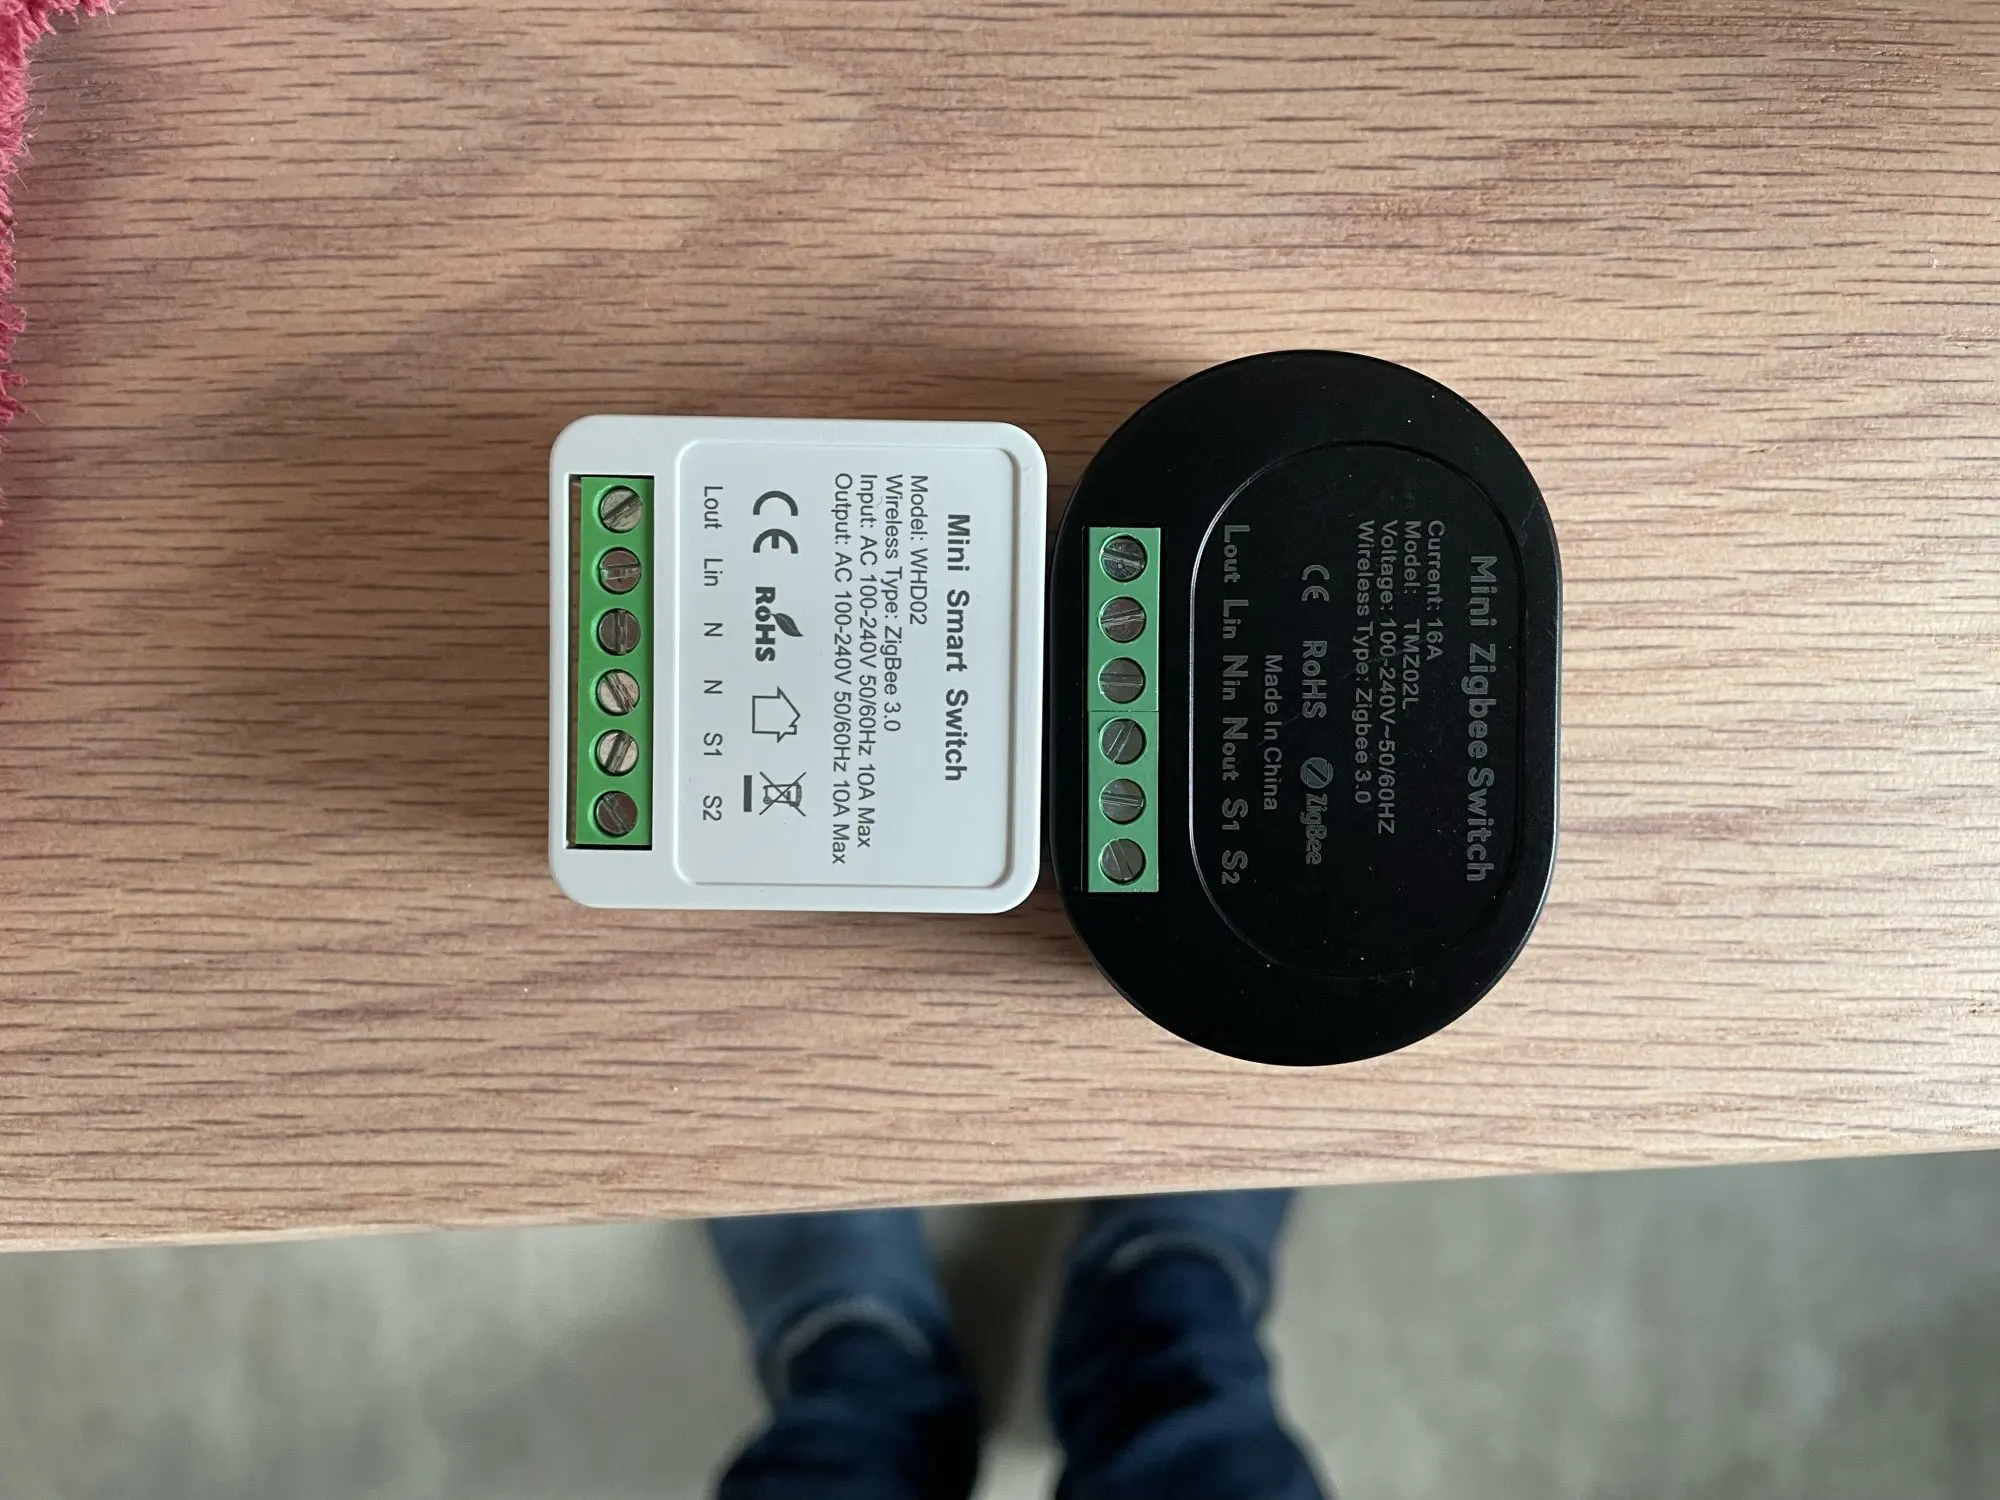 Mini Smart Switch
Model: WHD02
Wireless Type: ZigBee 3.0
Input: AC 100-240V 50/60Hz 10A Max
Output: AC 100-240V 50/60Hz 10A Max
CE RoHS
Lout Lin N N S1 S2
Mini Zigbee Switch
Current: 16A
Model: TMZ02L
Voltage: 100-240V~50/60HZ
Wireless Type: Zigbee 3.0
CE RoHS ZigBee
Made In China
Lout Lin Nin Nout S1 S2